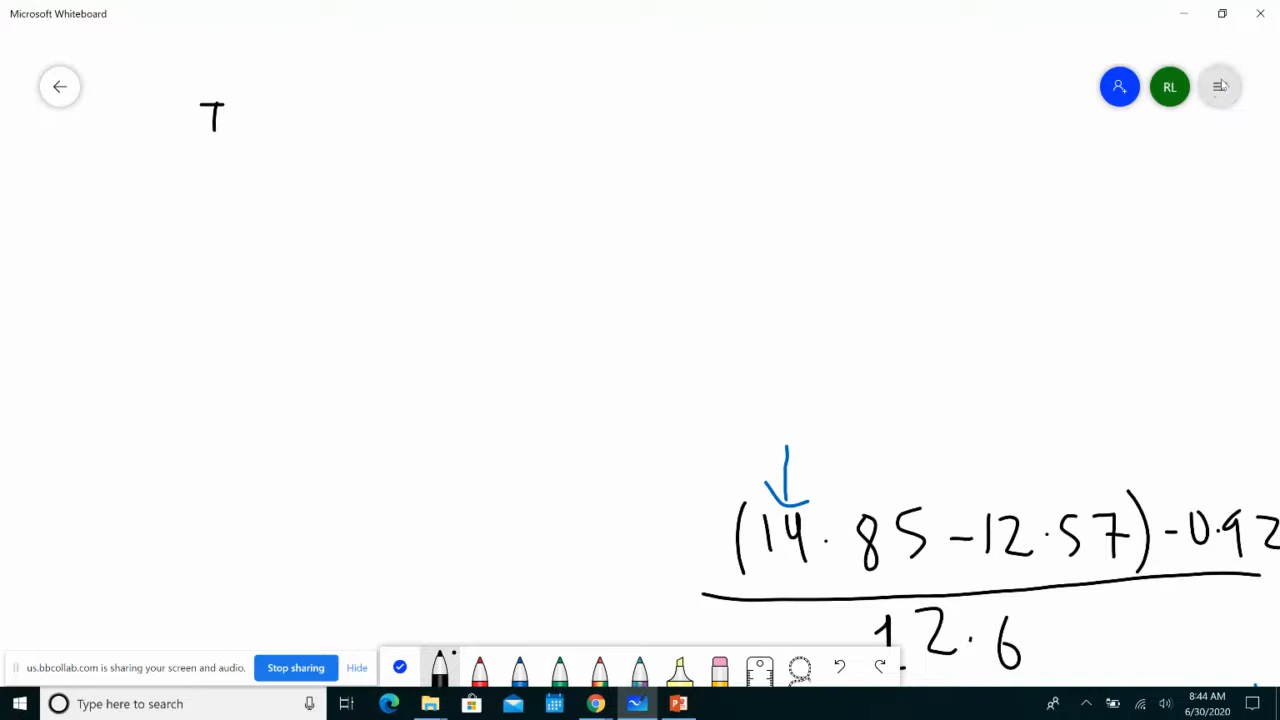 Microsoft Whiteboard
RL
T
(14.85-12.57)-0.92
12.6
us.bbcollab.com is sharing your screen and audio.
Stop sharing
Hide
Type here to search
8:44 AM
6/30/2020